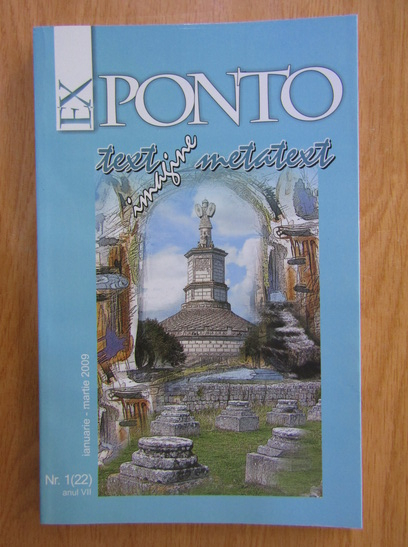 EX PONTO
text imagine metatext
ianuarie - martie 2009
Nr. 1(22)
anul VII